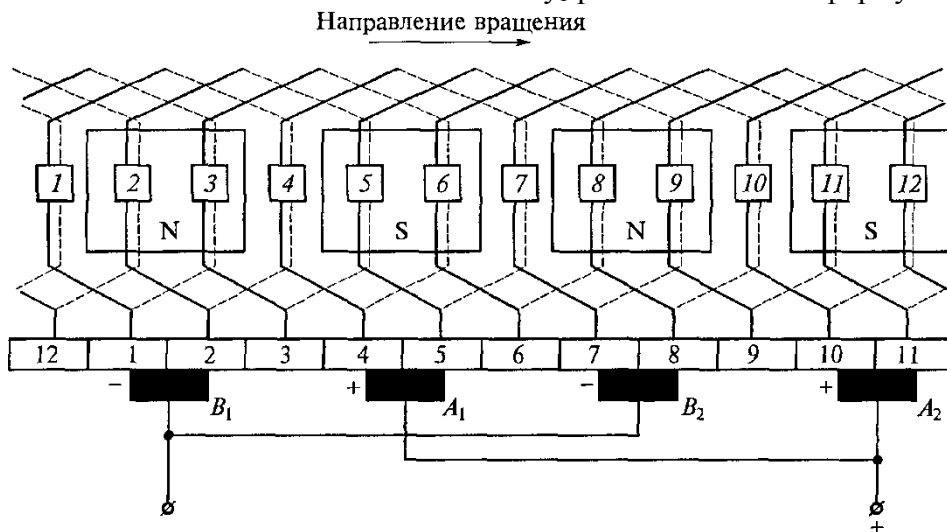 Направление вращения
1 2 3 4 5 6 7 8 9 10 11 12
N S N S
12 1 2 3 4 5 6 7 8 9 10 11
− + − +
B1 A1 B2 A2
+